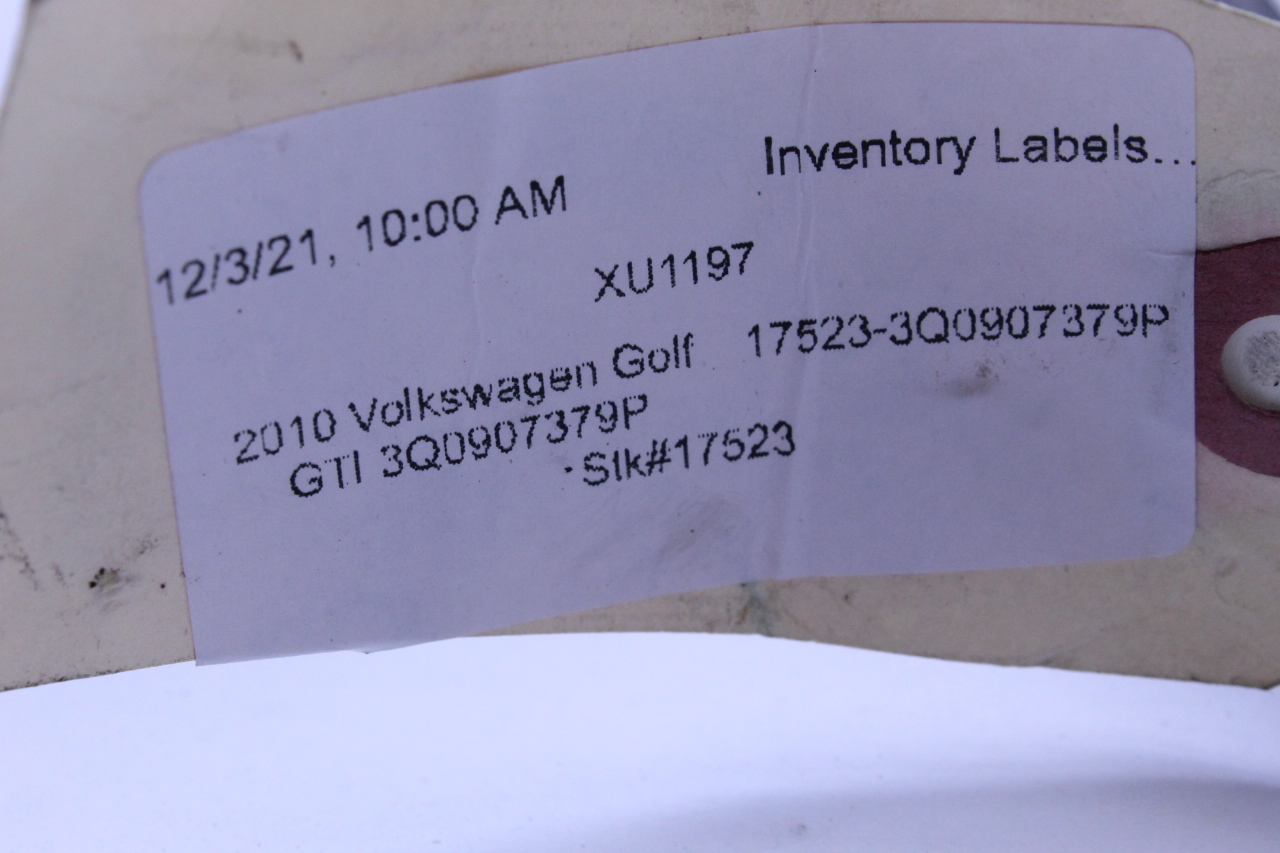 Inventory Labels...
12/3/21, 10:00 AM
XU1197
2010 Volkswagen Golf 17523-3Q0907379P
GTI 3Q0907379P
Stk#17523